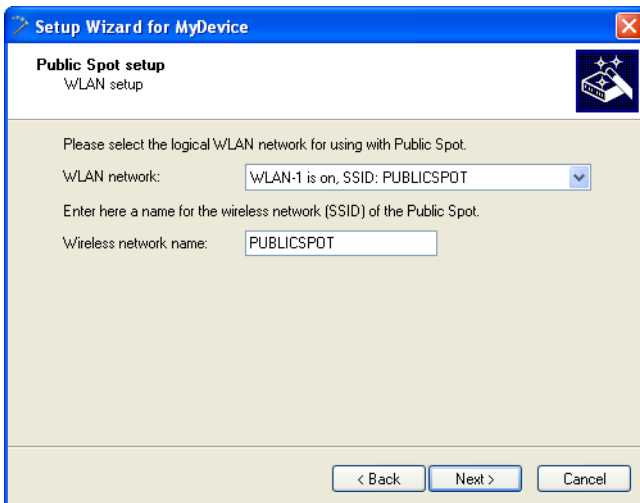 Setup Wizard for MyDevice
Public Spot setup
WLAN setup
Please select the logical WLAN network for using with Public Spot.
WLAN network: WLAN-1 is on, SSID: PUBLICSPOT
Enter here a name for the wireless network (SSID) of the Public Spot.
Wireless network name: PUBLICSPOT
< Back Next > Cancel